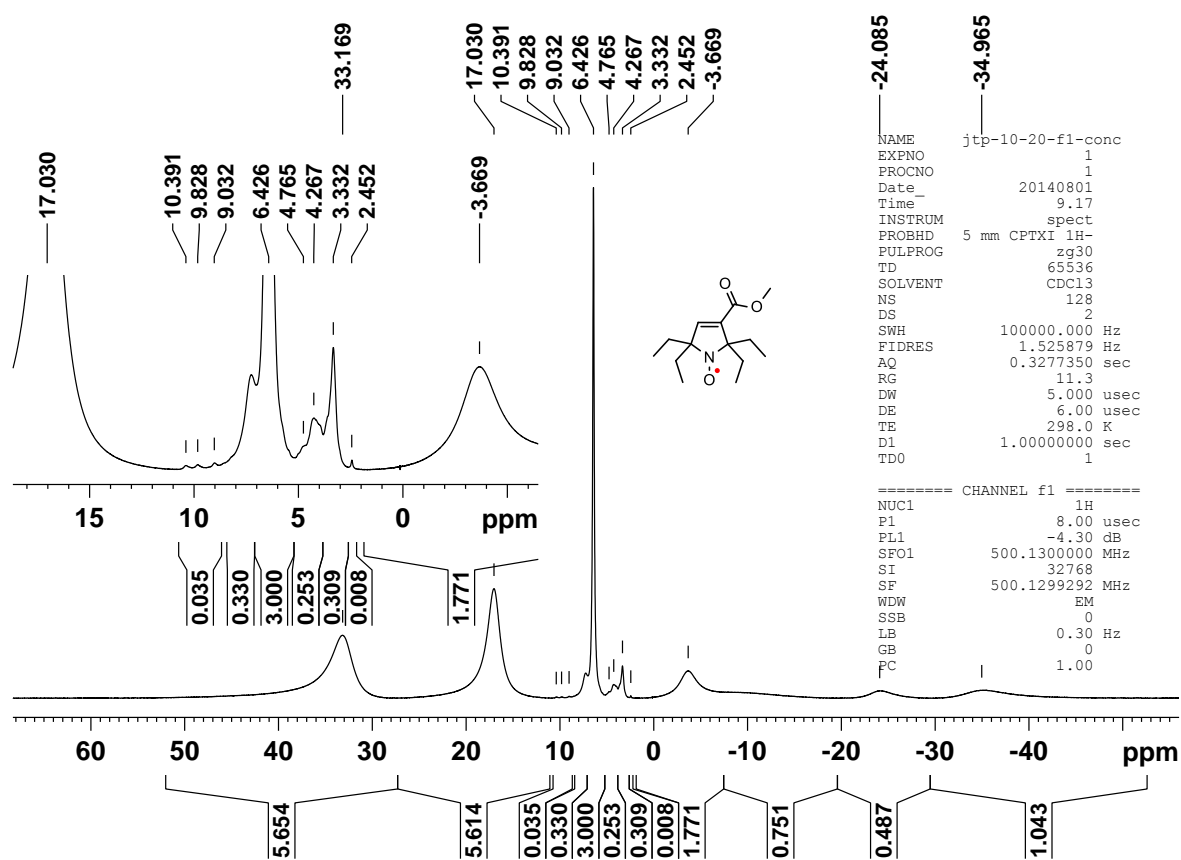 33.169
17.030
10.391
9.828
9.032
6.426
4.765
4.267
3.332
2.452
-3.669
-24.085
-34.965
17.030
10.391
9.828
9.032
6.426
4.765
4.267
3.332
2.452
-3.669
15 10 5 0 ppm
0.035
0.330
3.000
0.253
0.309
0.008
1.771
O
O
N
O
NAME jtp-10-20-f1-conc
EXPNO 1
PROCNO 1
Date_ 20140801
Time 9.17
INSTRUM spect
PROBHD 5 mm CPTXI 1H-
PULPROG zg30
TD 65536
SOLVENT CDCl3
NS 128
DS 2
SWH 100000.000 Hz
FIDRES 1.525879 Hz
AQ 0.3277350 sec
RG 11.3
DW 5.000 usec
DE 6.00 usec
TE 298.0 K
D1 1.00000000 sec
TD0 1
======== CHANNEL f1 ========
NUC1 1H
P1 8.00 usec
PL1 -4.30 dB
SFO1 500.1300000 MHz
SI 32768
SF 500.1299292 MHz
WDW EM
SSB 0
LB 0.30 Hz
GB 0
PC 1.00
60 50 40 30 20 10 0 -10 -20 -30 -40 ppm
5.654
5.614
0.035
0.330
3.000
0.253
0.309
0.008
1.771
0.751
0.487
1.043